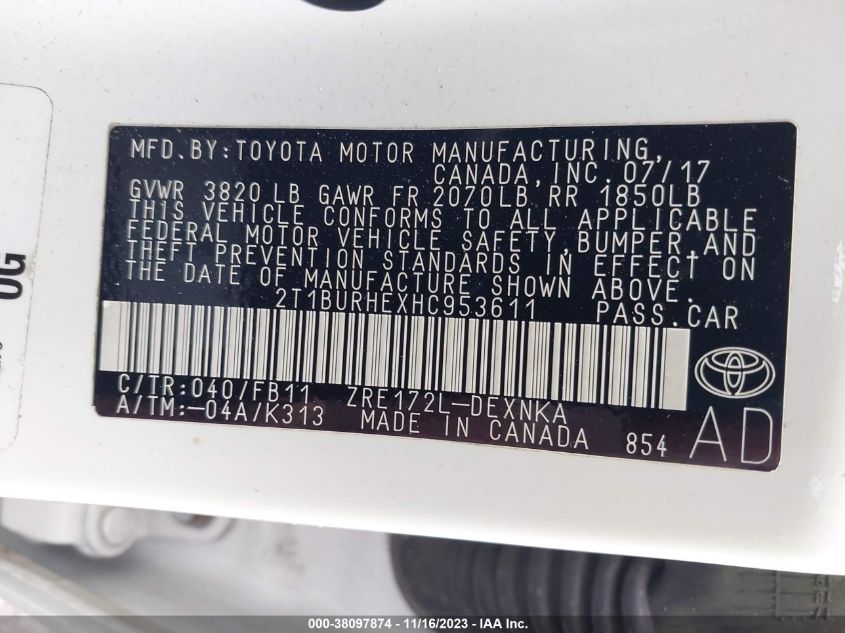 MFD.BY:TOYOTA MOTOR MANUFACTURING,
CANADA, INC. 07/17
GVWR 3820 LB GAWR FR 2070LB RR 1850LB
THIS VEHICLE CONFORMS TO ALL APPLICABLE
FEDERAL MOTOR VEHICLE SAFETY, BUMPER, AND
THEFT PREVENTION STANDARDS IN EFFECT ON
THE DATE OF MANUFACTURE SHOWN ABOVE.
2T1BURHEXHC953611 PASS.CAR
C/TR:040/FB11 ZRE172L-DEXNKA
A/TM:-04A/K313 MADE IN CANADA 854 AD
OG
000-38097874 - 11/16/2023 - IAA Inc.